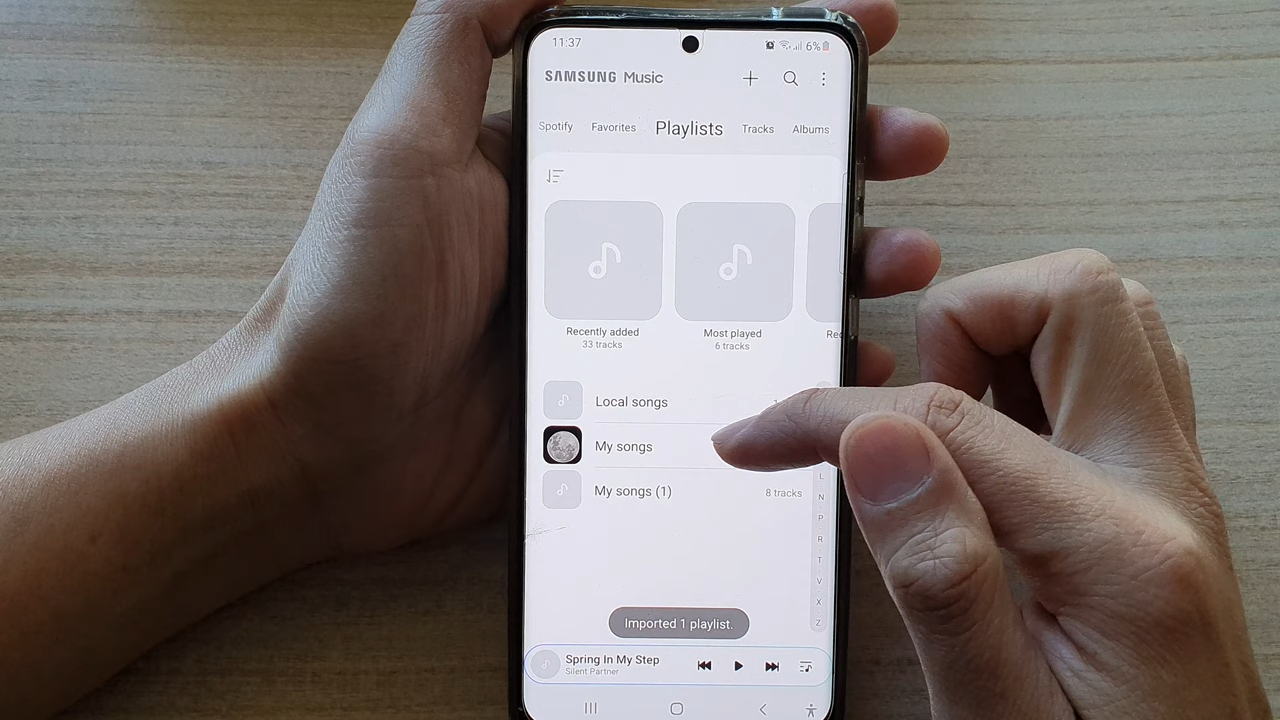 11:37
6%
SAMSUNG Music
Spotify Favorites Playlists Tracks Albums
Recently added
33 tracks
Most played
6 tracks
Local songs
My songs
My songs (1)
8 tracks
L
N
P
R
T
V
X
Z
Imported 1 playlist.
Spring In My Step
Silent Partner